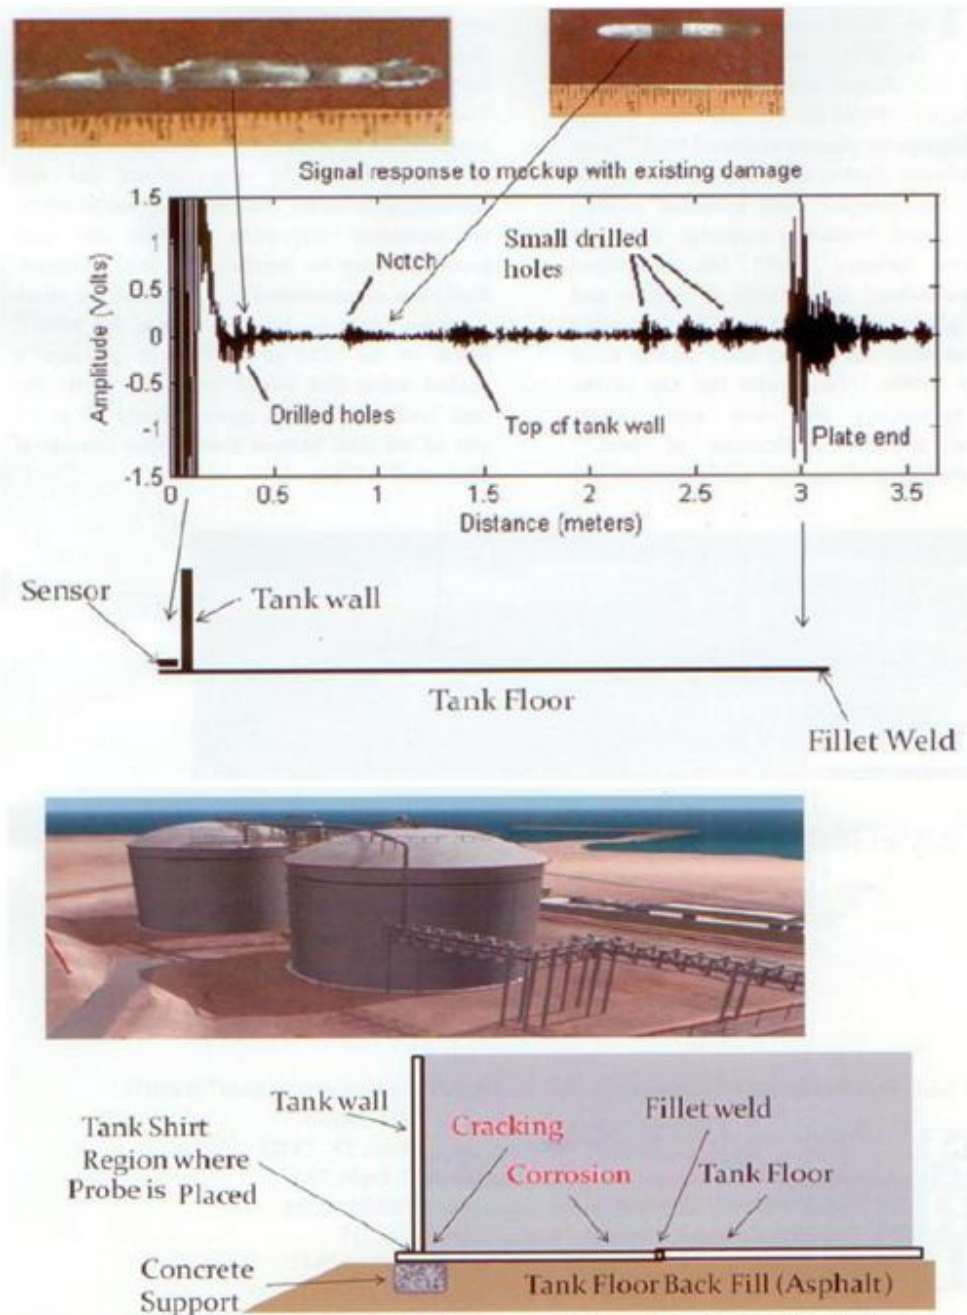 Signal response to mockup with existing damage
1.5
1
0.5
0
-0.5
-1
-1.5
Amplitude (Volts)
Notch
Small drilled
holes
Drilled holes
Top of tank wall
Plate end
0 0.5 1 1.5 2 2.5 3 3.5
Distance (meters)
Sensor
Tank wall
Tank Floor
Fillet Weld
Tank wall
Tank Shirt
Region where
Probe is Placed
Cracking
Corrosion
Fillet weld
Tank Floor
Concrete
Support
Tank Floor Back Fill (Asphalt)